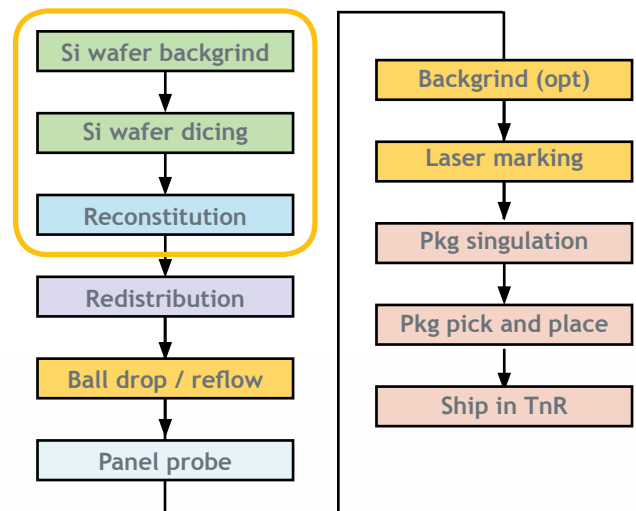 Si wafer backgrind
Si wafer dicing
Reconstitution
Redistribution
Ball drop / reflow
Panel probe
Backgrind (opt)
Laser marking
Pkg singulation
Pkg pick and place
Ship in TnR